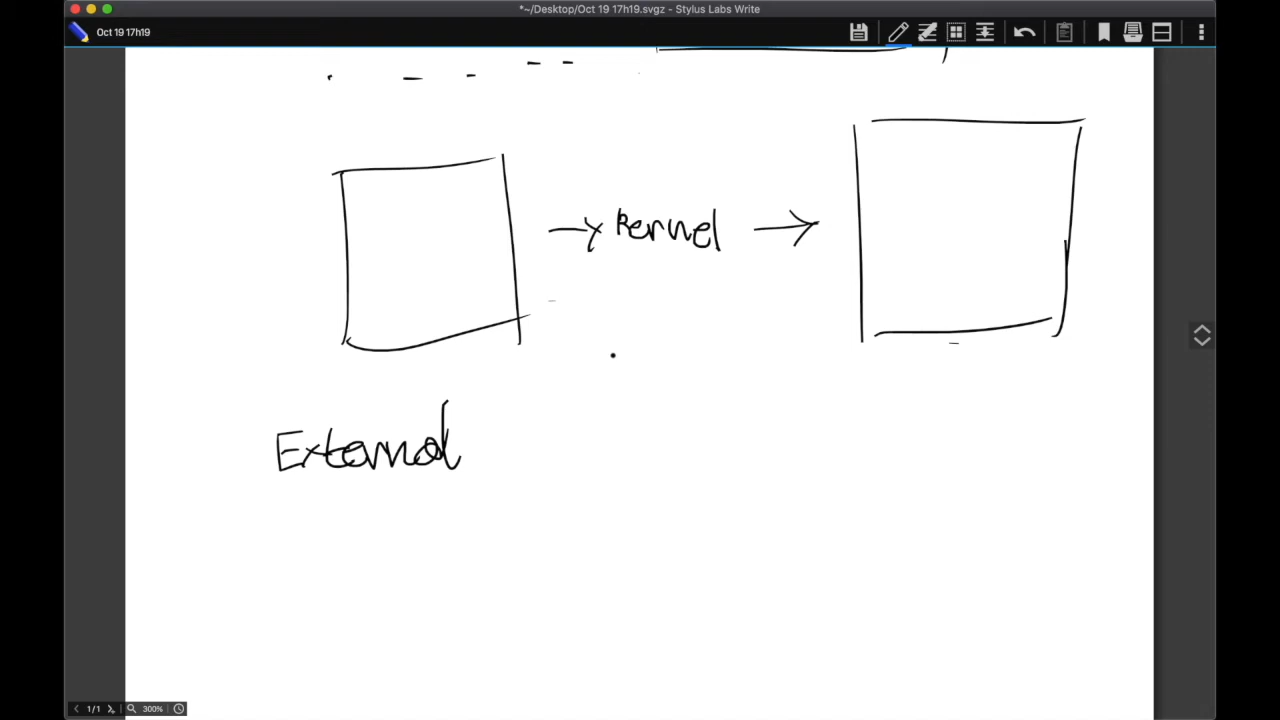 *~/Desktop/Oct 19 17h19.svgz - Stylus Labs Write
Oct 19 17h19
Kernel
External
1/1
300%